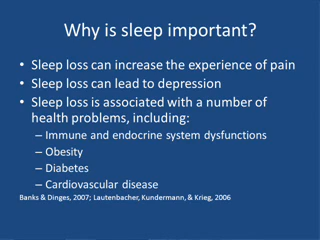 Why is sleep important?
• Sleep loss can increase the experience of pain
• Sleep loss can lead to depression
• Sleep loss is associated with a number of
health problems, including:
– Immune and endocrine system dysfunctions
– Obesity
– Diabetes
– Cardiovascular disease
Banks & Dinges, 2007; Lautenbacher, Kundermann, & Krieg, 2006